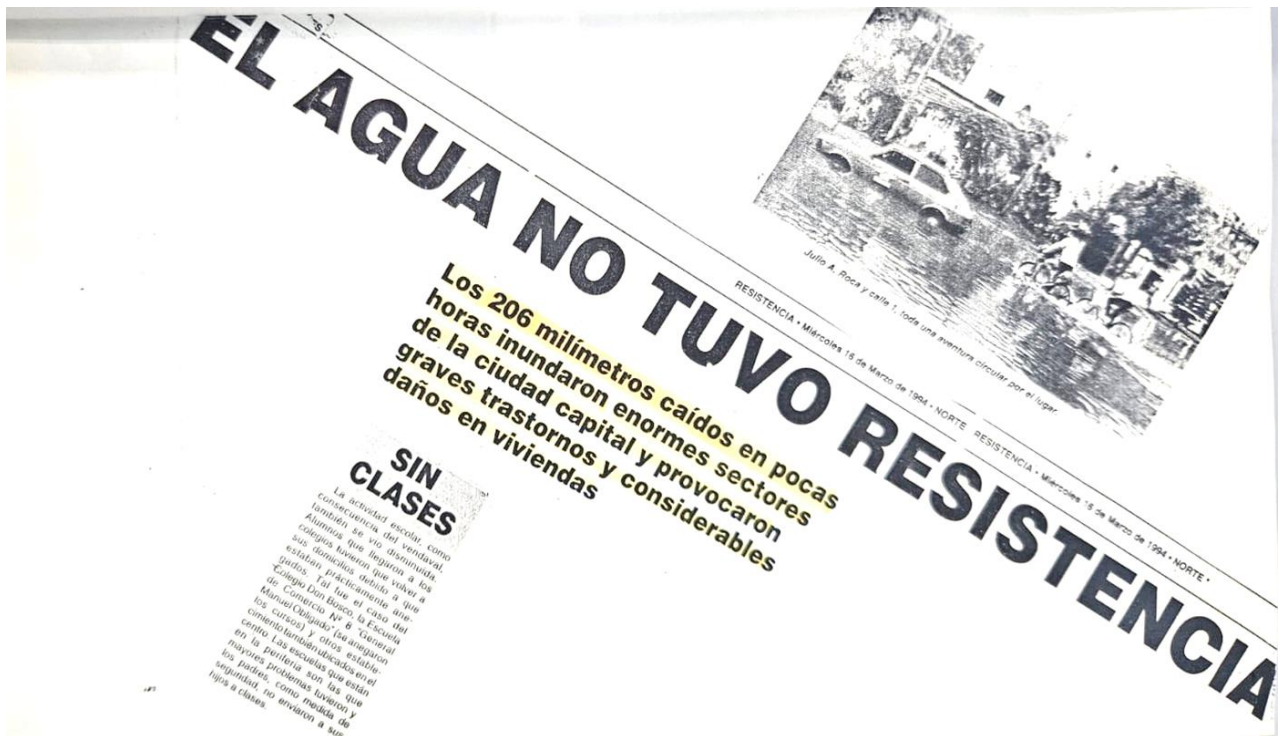 EL AGUA NO TUVO RESISTENCIA
Julio A. Roca y calle 1, toda una aventura circular por el lugar
RESISTENCIA • Miércoles 16 de Marzo de 1994 • NORTE
RESISTENCIA • Miércoles 16 de Marzo de 1994 • NORTE •
Los 206 milímetros caídos en pocas
horas inundaron enormes sectores
de la ciudad capital y provocaron
graves trastornos y considerables
daños en viviendas
SIN
CLASES
La actividad escolar, como
consecuencia del vendaval,
también se vio disminuida.
Alumnos que llegaron a los
colegios tuvieron que volver a
sus domicilios debido a que
estaban prácticamente ane-
gados. Tal fue el caso del
Colegio Don Bosco, la Escuela
de Comercio Nº 8 "General
Manuel Obligado" (se anegaron
los cursos) y otros estable-
cimiento también ubicados en el
centro. Las escuelas que están
en la periferia son las que
mayores problemas tuvieron y
los padres, como medida de
seguridad, no enviaron a sus
hijos a clases.